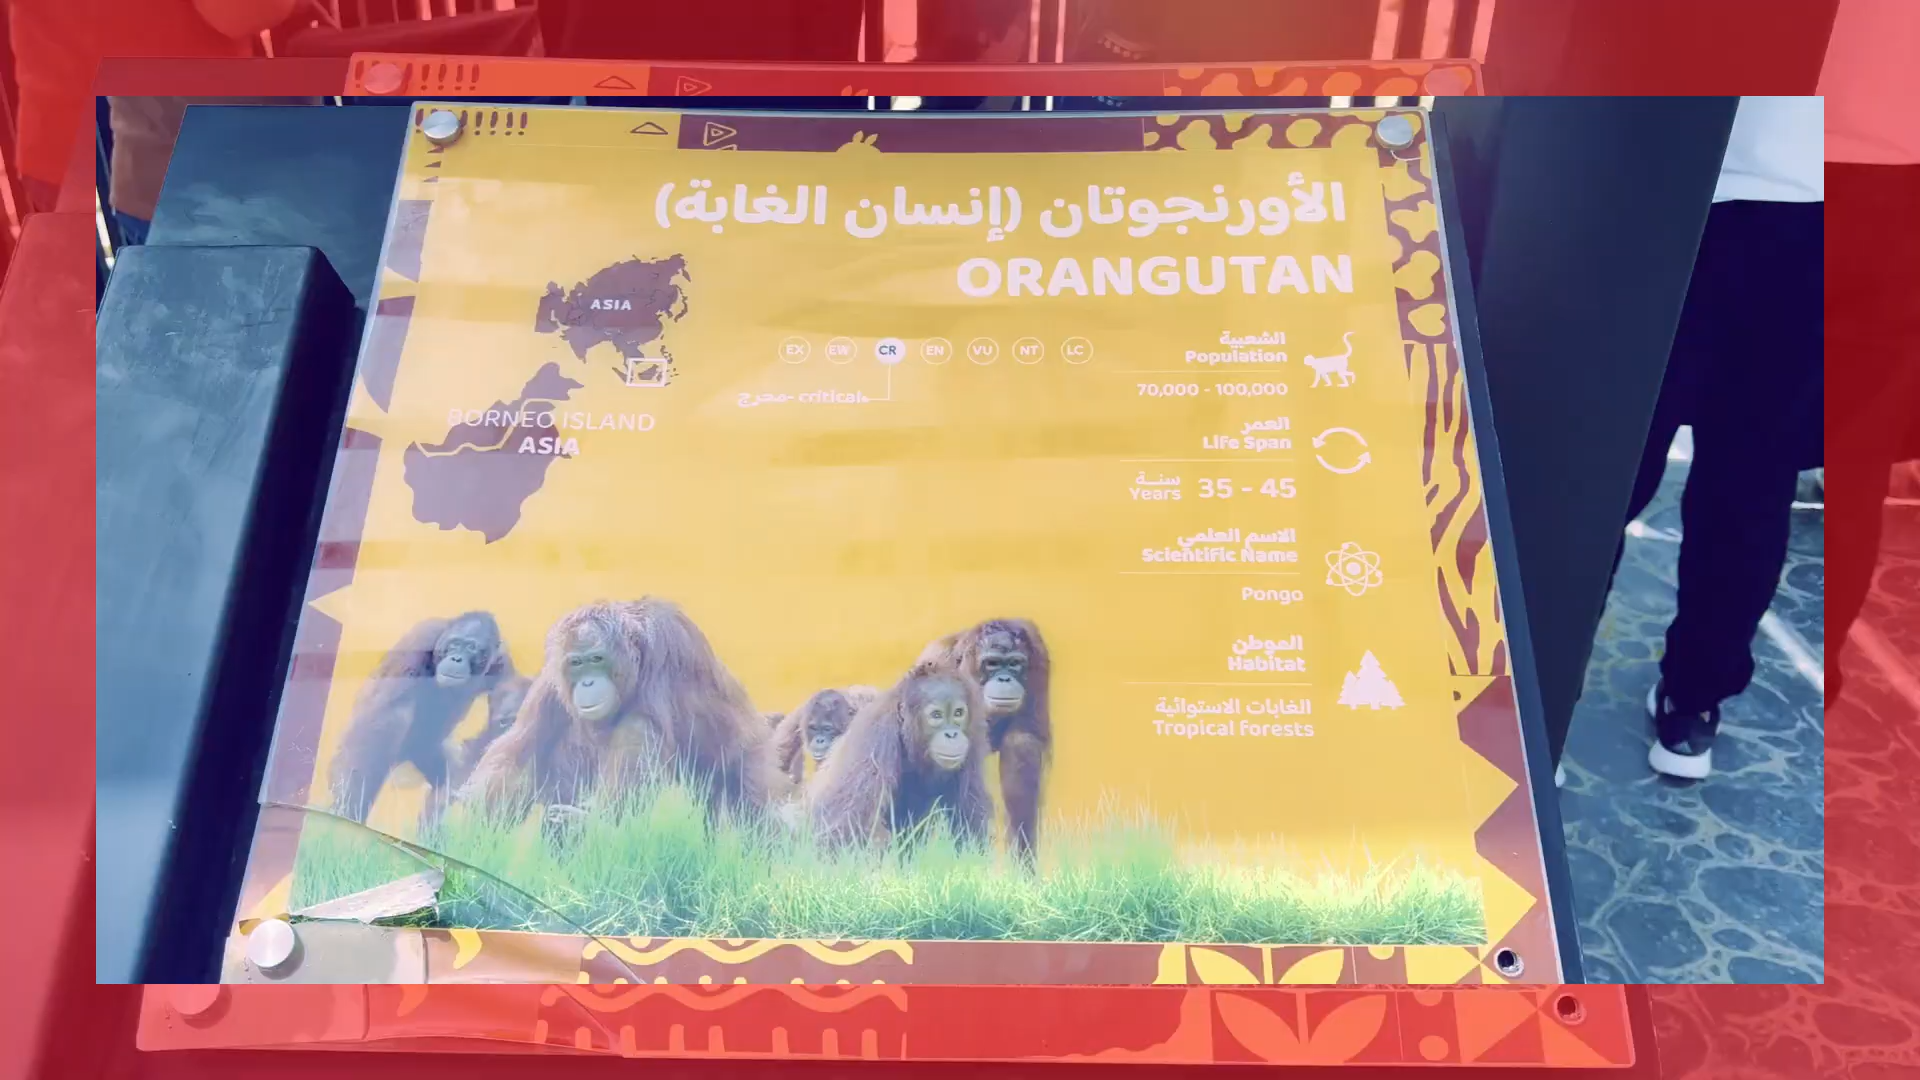 الأورنجوتان (إنسان الغابة)
ORANGUTAN
ASIA
BORNEO ISLAND
ASIA
EX EW CR EN VU NT LC
محرج- critical
الشعبية
Population
70,000 - 100,000
العمر
Life Span
سنة
Years
35 - 45
الاسم العلمي
Scientific Name
Pongo
الموطن
Habitat
الغابات الاستوائية
Tropical forests